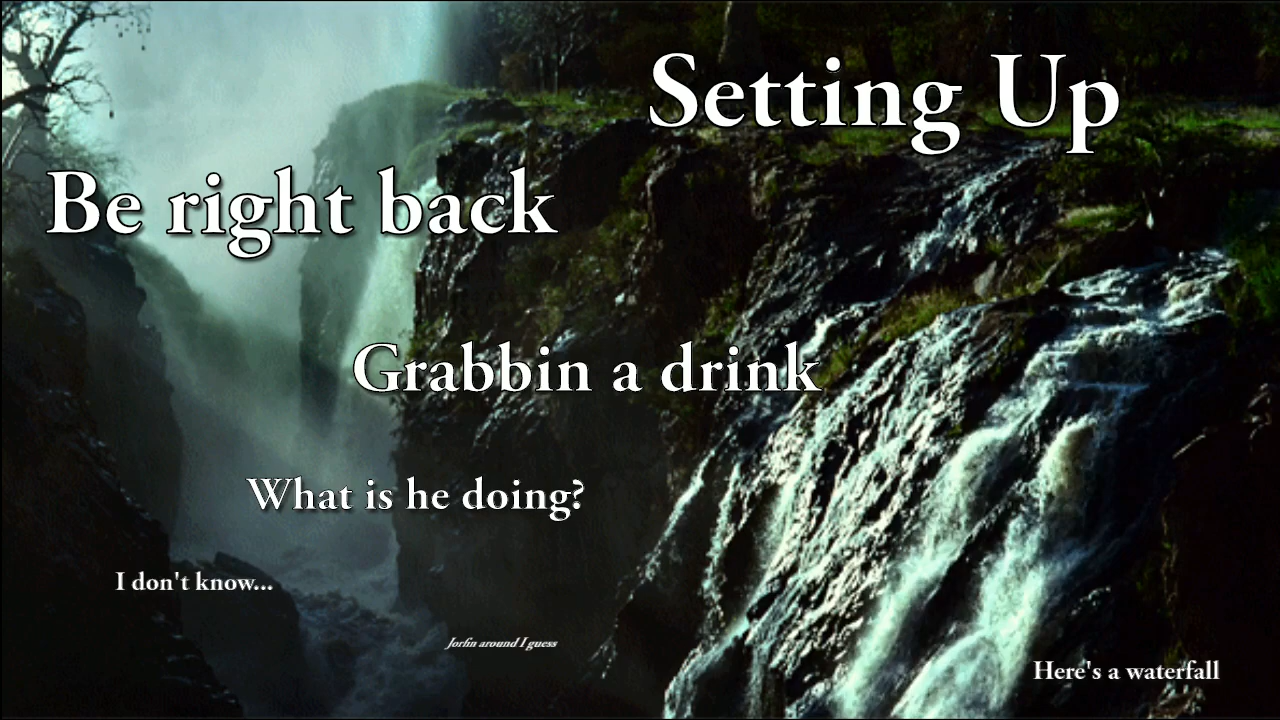 Setting Up
Be right back
Grabbin a drink
What is he doing?
I don't know...
Jorfin around I guess
Here's a waterfall